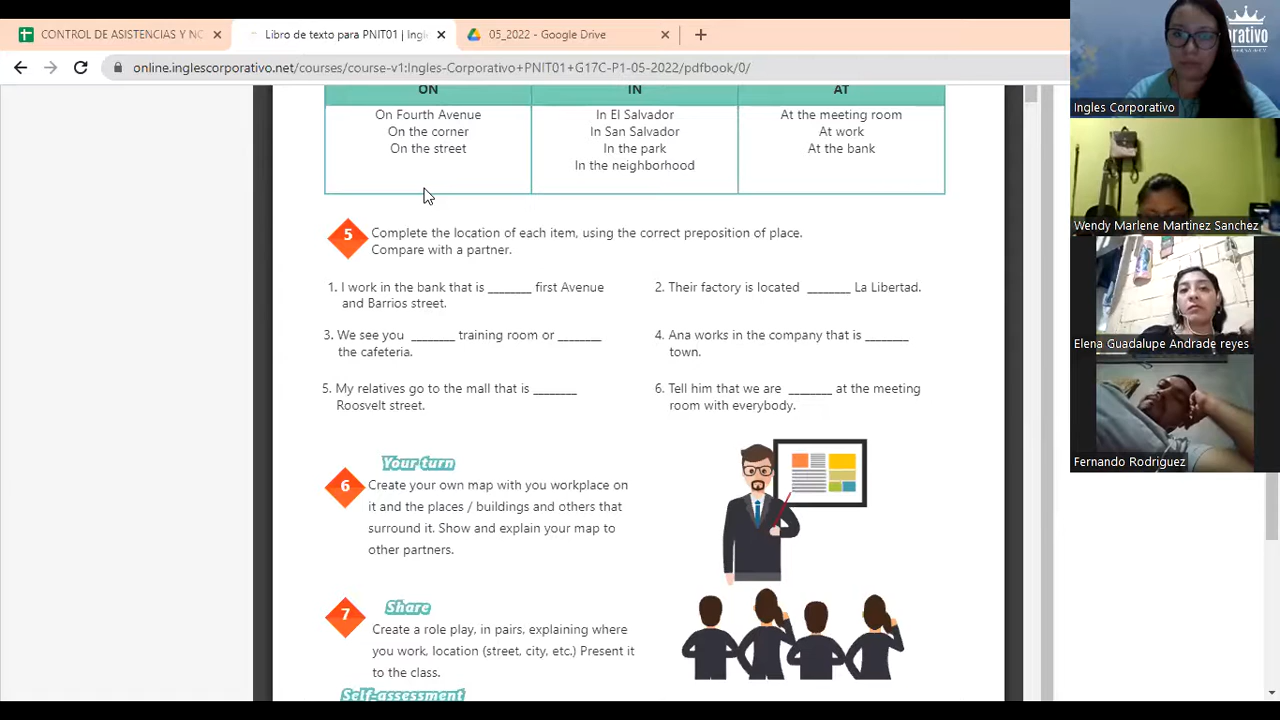 CONTROL DE ASISTENCIAS Y NC
Libro de texto para PNIT01 | Ingl
05_2022 - Google Drive
online.inglescorporativo.net/courses/course-v1:Ingles-Corporativo+PNIT01+G17C-P1-05-2022/pdfbook/0/
orativo
Ingles Corporativo
Wendy Marlene Martinez Sanchez
Elena Guadalupe Andrade reyes
Fernando Rodriguez
ON IN AT
On Fourth Avenue In El Salvador At the meeting room
On the corner In San Salvador At work
On the street In the park At the bank
In the neighborhood
5 Complete the location of each item, using the correct preposition of place.
Compare with a partner.
1. I work in the bank that is _______ first Avenue
and Barrios street.
2. Their factory is located _______ La Libertad.
3. We see you _______ training room or _______
the cafeteria.
4. Ana works in the company that is _______
town.
5. My relatives go to the mall that is _______
Roosvelt street.
6. Tell him that we are _______ at the meeting
room with everybody.
Your turn
6 Create your own map with you workplace on
it and the places / buildings and others that
surround it. Show and explain your map to
other partners.
Share
7 Create a role play, in pairs, explaining where
you work, location (street, city, etc.) Present it
to the class.
Self-assessment